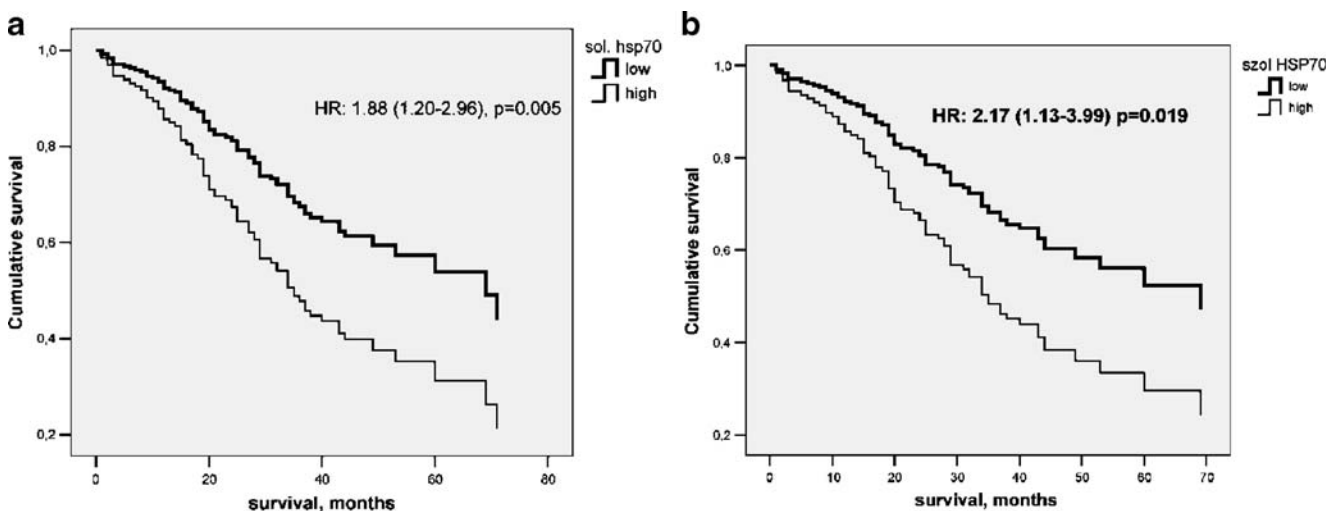 a
sol. hsp70
low
high
HR: 1.88 (1.20-2.96), p=0.005
1,0
0,8
0,6
0,4
0,2
Cumulative survival
0 20 40 60 80
survival, months
b
szol HSP70
low
high
HR: 2.17 (1.13-3.99) p=0.019
1,0
0,8
0,6
0,4
0,2
Cumulative survival
0 10 20 30 40 50 60 70
survival, months